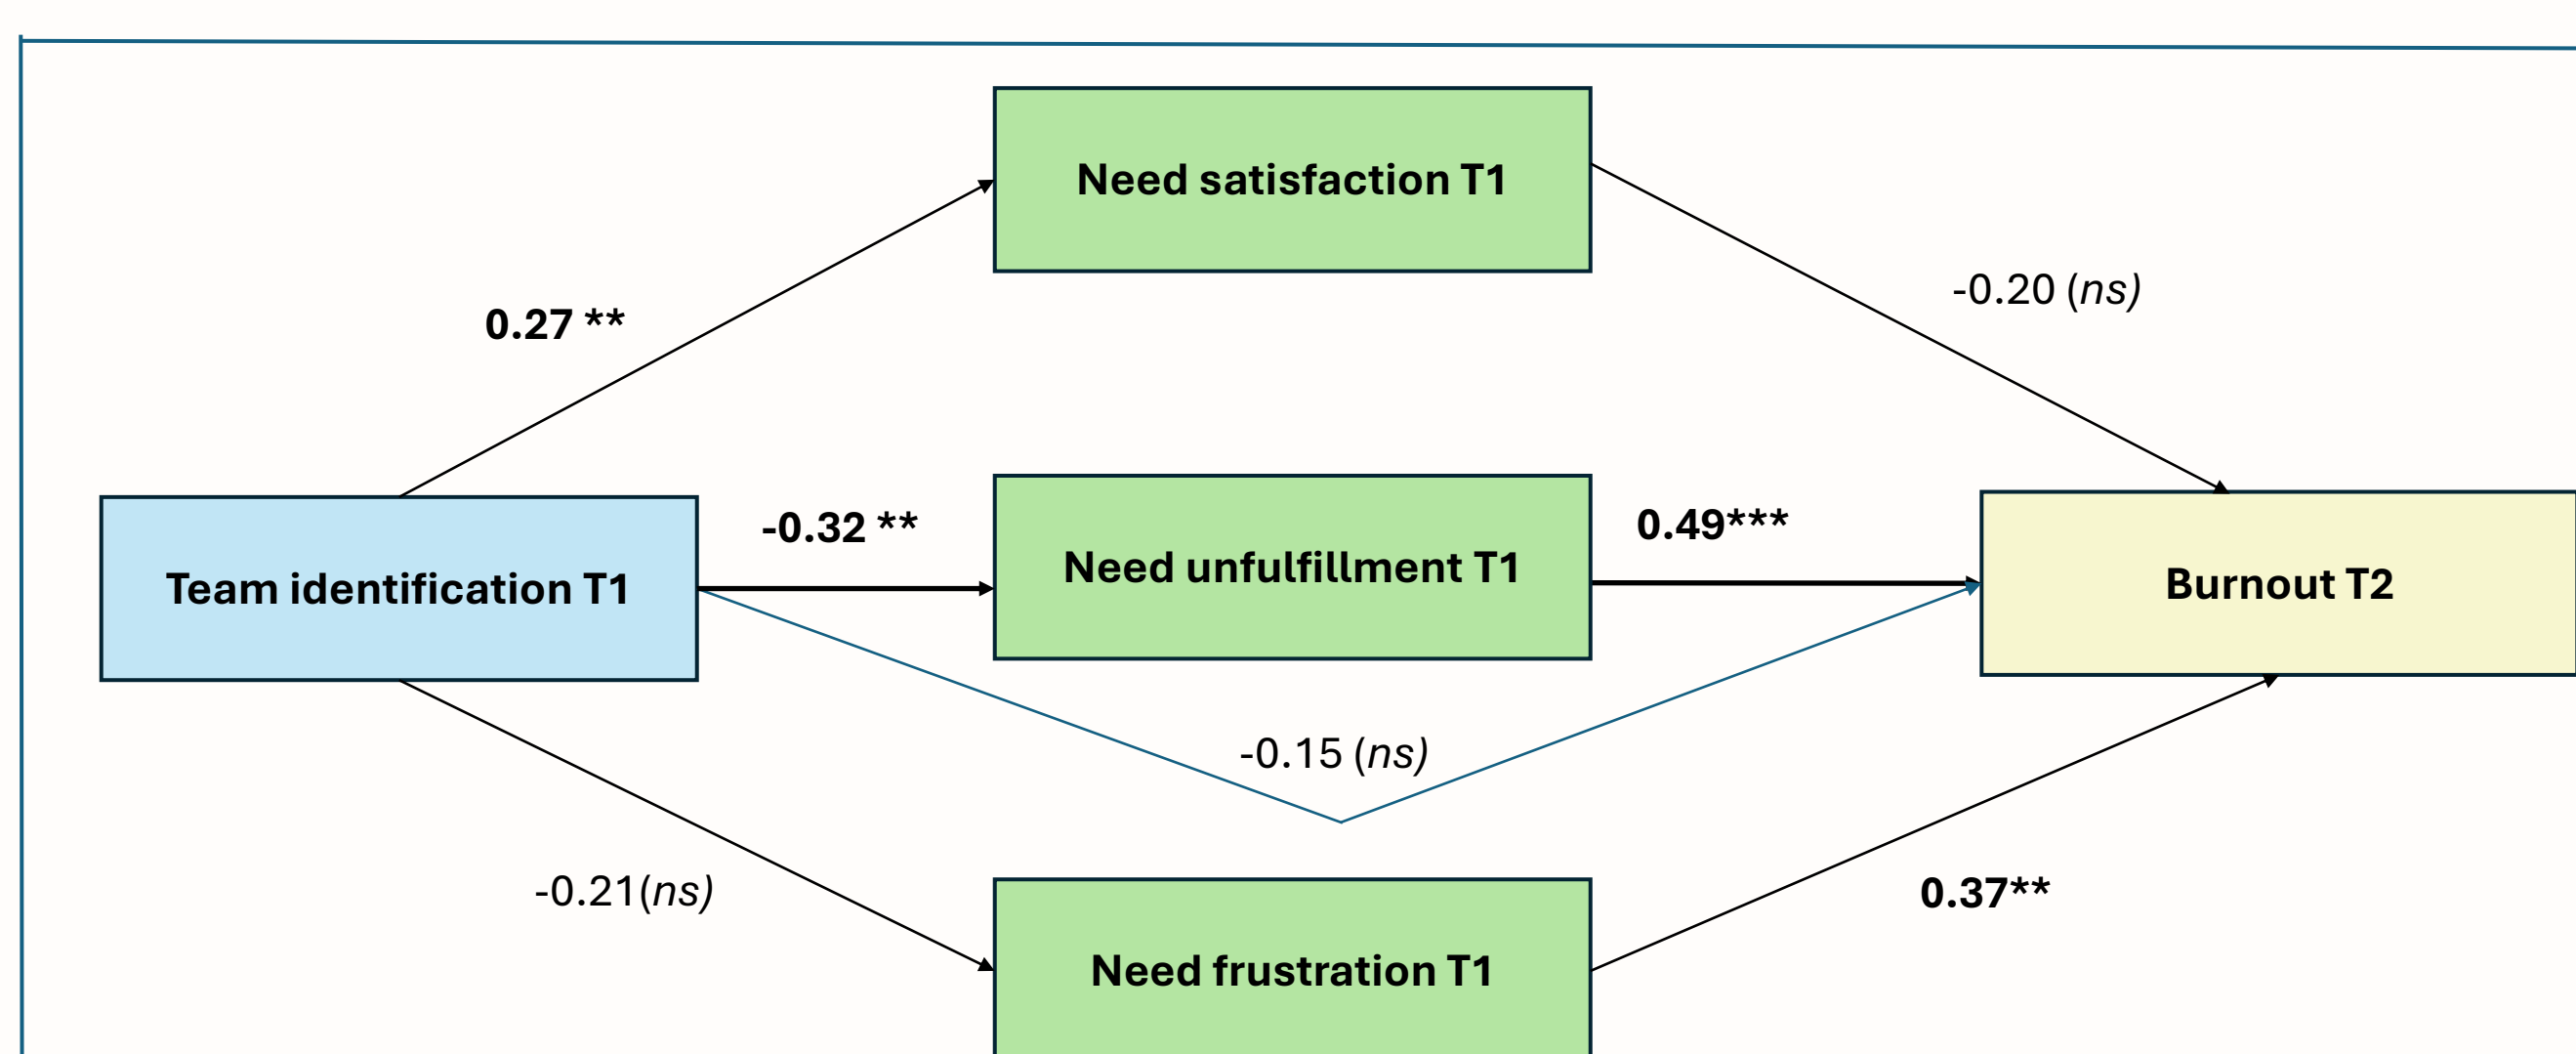 Need satisfaction T1
-0.20 (ns)
0.27 **
-0.32 **
0.49***
Need unfulfillment T1
Team identification T1
Burnout T2
-0.15 (ns)
-0.21(ns)
0.37**
Need frustration T1